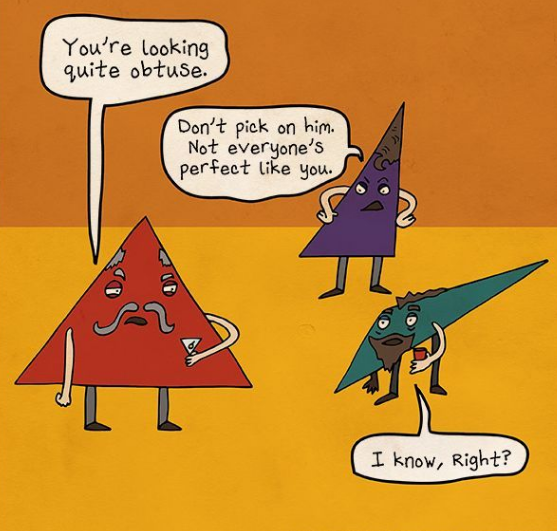 You're looking
quite obtuse.
Don't pick on him.
Not everyone's
perfect like you.
I know, Right?